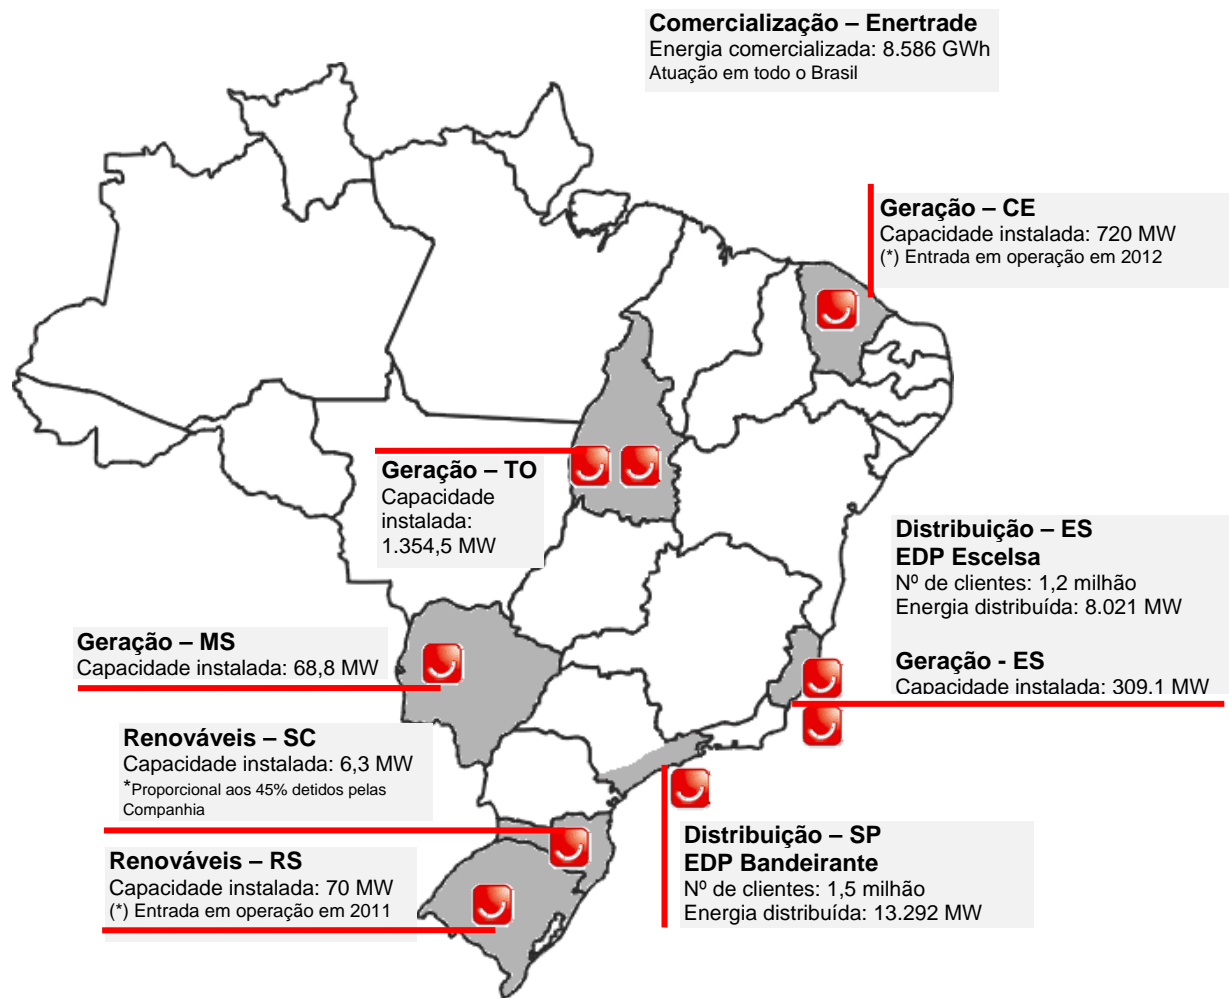 Comercialização – Enertrade
Energia comercializada: 8.586 GWh
Atuação em todo o Brasil
Geração – CE
Capacidade instalada: 720 MW
(*) Entrada em operação em 2012
Geração – TO
Capacidade
instalada:
1.354,5 MW
Distribuição – ES
EDP Escelsa
Nº de clientes: 1,2 milhão
Energia distribuída: 8.021 MW
Geração - ES
Capacidade instalada: 309.1 MW
Geração – MS
Capacidade instalada: 68,8 MW
Renováveis – SC
Capacidade instalada: 6,3 MW
*Proporcional aos 45% detidos pelas
Companhia
Renováveis – RS
Capacidade instalada: 70 MW
(*) Entrada em operação em 2011
Distribuição – SP
EDP Bandeirante
Nº de clientes: 1,5 milhão
Energia distribuída: 13.292 MW